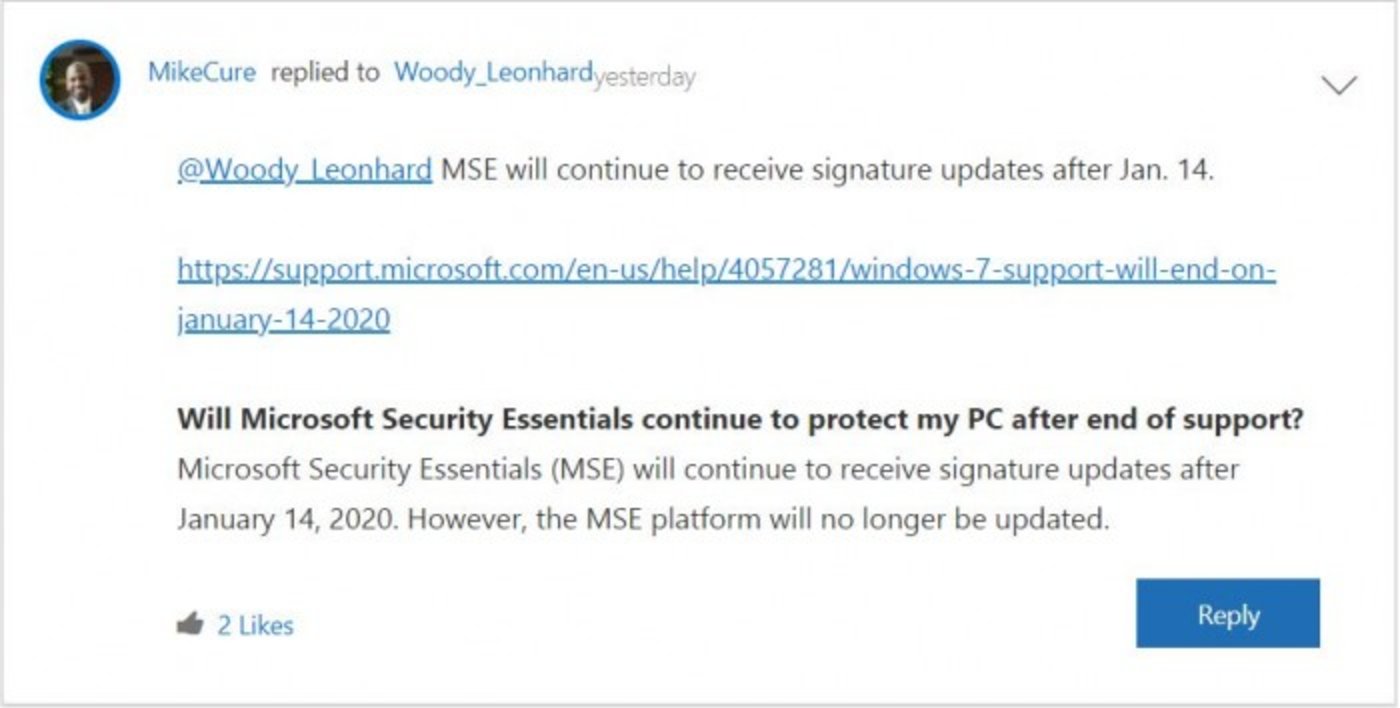 MikeCure replied to Woody_Leonhard yesterday
@Woody_Leonhard MSE will continue to receive signature updates after Jan. 14.
https://support.microsoft.com/en-us/help/4057281/windows-7-support-will-end-on-
january-14-2020
Will Microsoft Security Essentials continue to protect my PC after end of support?
Microsoft Security Essentials (MSE) will continue to receive signature updates after
January 14, 2020. However, the MSE platform will no longer be updated.
2 Likes
Reply